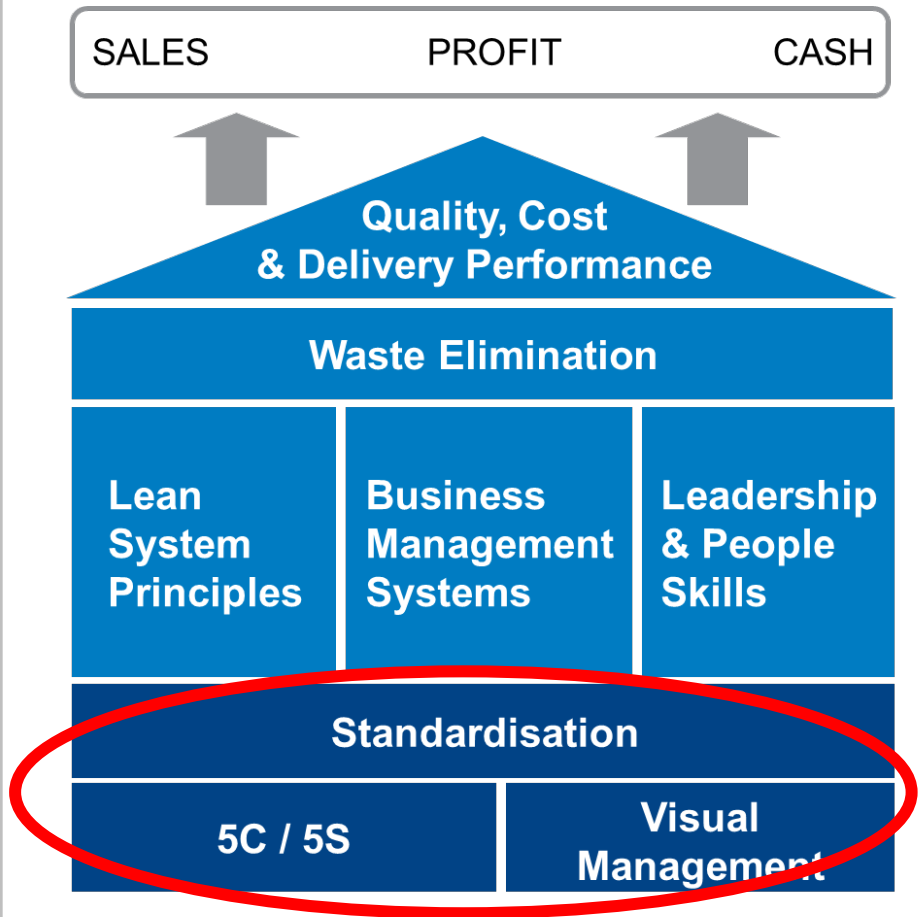 SALES PROFIT CASH
Quality, Cost
& Delivery Performance
Waste Elimination
Lean
System
Principles
Business
Management
Systems
Leadership
& People
Skills
Standardisation
5C / 5S
Visual
Management